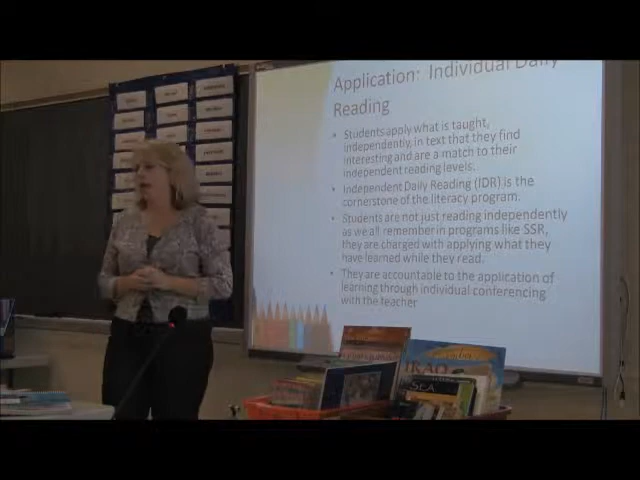 Application: Individual Daily
Reading
• Students apply what is taught,
independently, in text that they find
interesting and are a match to their
independent reading levels.
• Independent Daily Reading (IDR) is the
cornerstone of the literacy program.
• Students are not just reading independently
as we all remember in programs like SSR,
they are charged with applying what they
have learned while they read.
• They are accountable to the application of
learning through individual conferencing
with the teacher
IRAQ
SEA